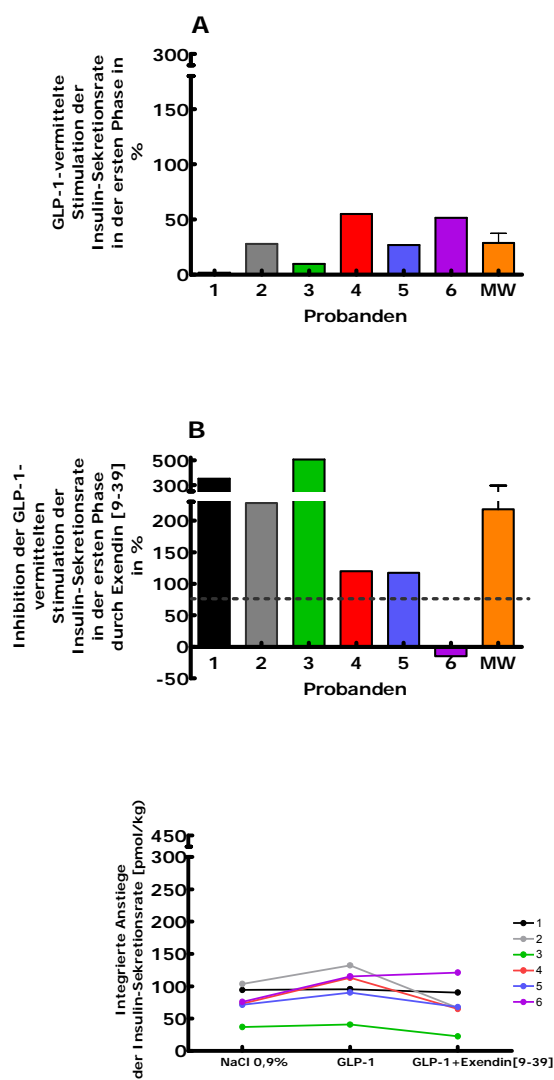 A
GLP-1-vermittelte
Stimulation der
Insulin-Sekretionsrate
in der ersten Phase in
%
300
150
100
50
0
1 2 3 4 5 6 MW
Probanden
B
Inhibition der GLP-1-
vermittelten
Stimulation der
Insulin-Sekretionsrate
in der ersten Phase
durch Exendin [9-39]
in %
500
300
200
150
100
50
0
-50
1 2 3 4 5 6 MW
Probanden
Integrierte Anstiege
der Insulin-Sekretionsrate [pmol/kg)
450
300
250
200
150
100
50
0
NaCl 0,9% GLP-1 GLP-1+Exendin[9-39]
1
2
3
4
5
6